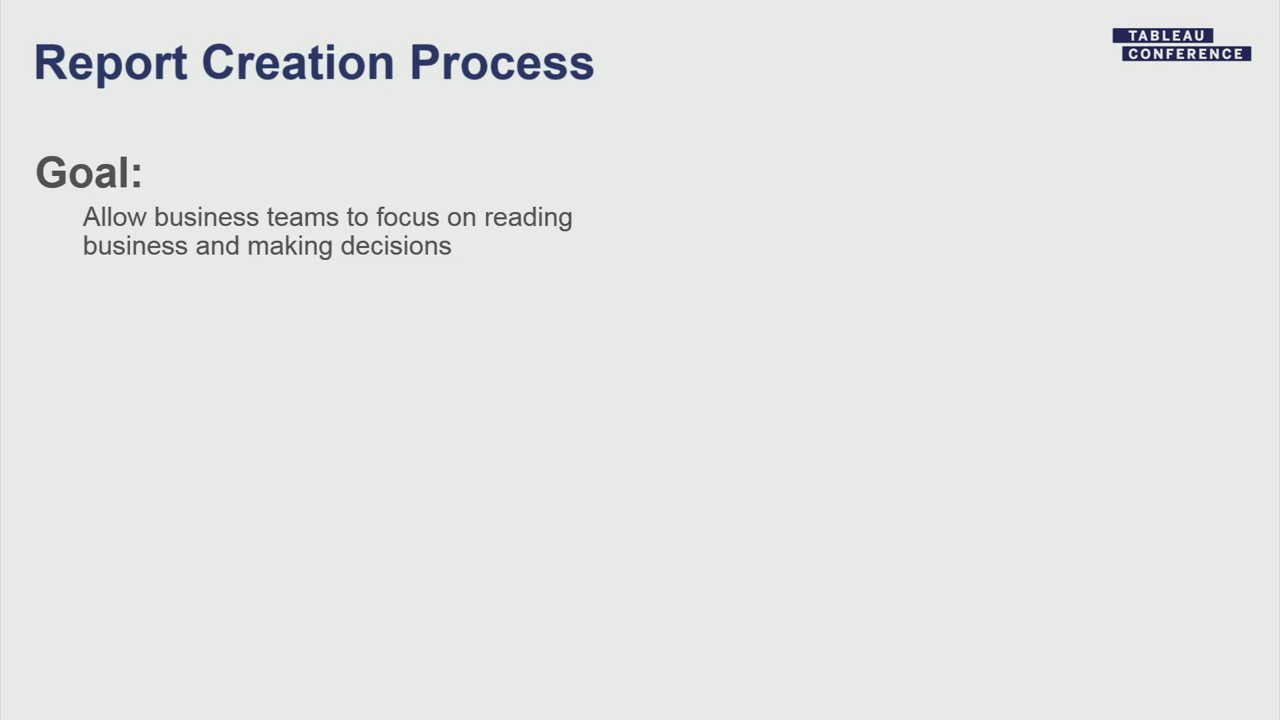 Report Creation Process
TABLEAU
CONFERENCE
Goal:
Allow business teams to focus on reading
business and making decisions